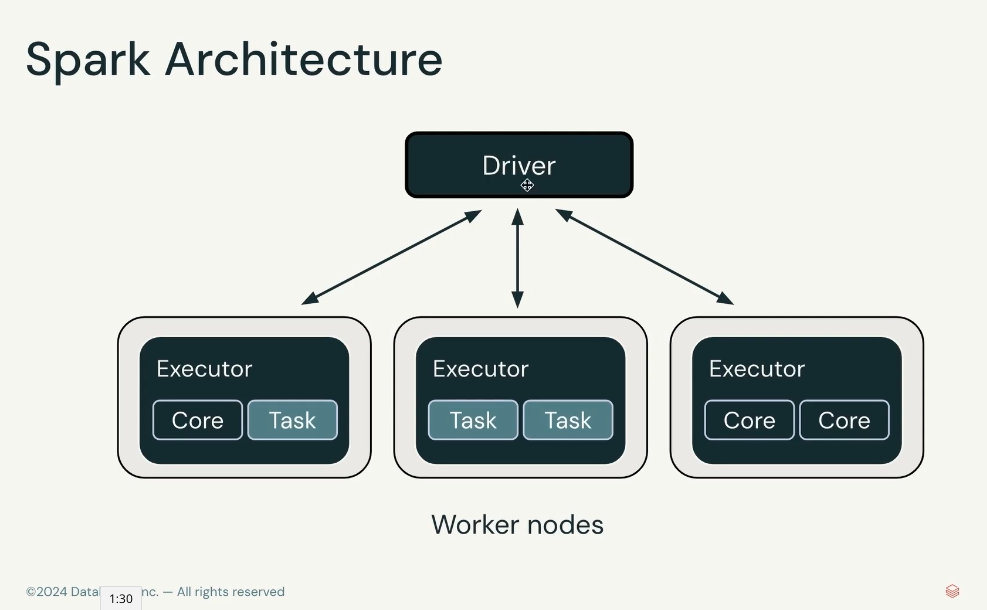 Spark Architecture
Driver
Executor Executor Executor
Core Task Task Task Core Core
Worker nodes
©2024 Data nc. — All rights reserved
1:30